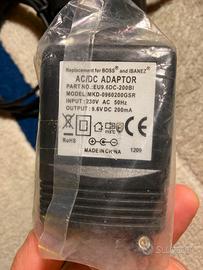 Replacement for BOSS® and IBANEZ®
AC/DC ADAPTOR
PART NO.:EU9.6DC-200BI
MODEL:MKD-0960200GSR
INPUT:230V AC 50Hz
OUTPUT:9.6V DC 200mA
RoHS
MADE IN CHINA
1209
subito